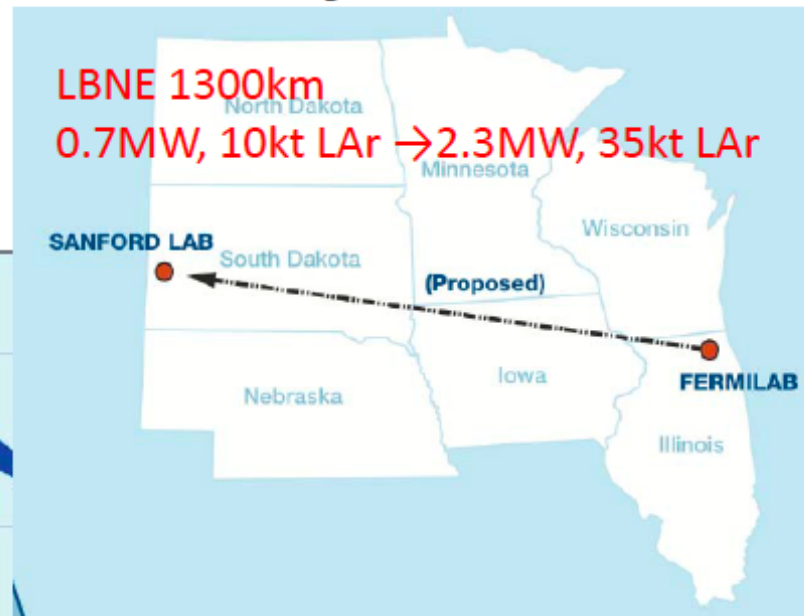 LBNE 1300km
North Dakota
0.7MW, 10kt LAr →2.3MW, 35kt LAr
Minnesota
Wisconsin
SANFORD LAB
South Dakota
(Proposed)
Iowa
FERMILAB
Nebraska
Illinois